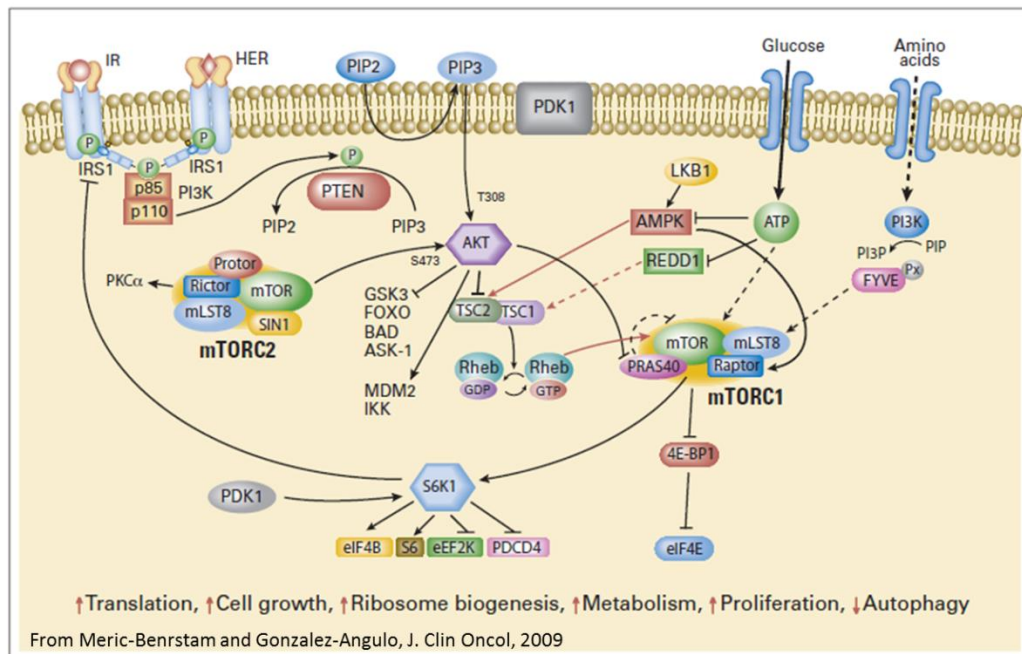 IR
HER
PIP2
PIP3
PDK1
Glucose
Amino
acids
P
P
IRS1
IRS1
P
p85
PI3K
p110
P
PTEN
PIP2
PIP3
T308
LKB1
AMPK
ATP
PI3K
REDD1
PI3P
PIP
FYVE
Px
AKT
S473
PKCα
Protor
Rictor
mTOR
mLST8
SIN1
mTORC2
GSK3
FOXO
BAD
ASK-1
MDM2
IKK
TSC2
TSC1
Rheb
GDP
Rheb
GTP
mTOR
mLST8
PRAS40
Raptor
mTORC1
4E-BP1
eIF4E
PDK1
S6K1
eIF4B
S6
eEF2K
PDCD4
↑Translation, ↑Cell growth, ↑Ribosome biogenesis, ↑Metabolism, ↑Proliferation, ↓Autophagy
From Meric-Benrstam and Gonzalez-Angulo, J. Clin Oncol, 2009